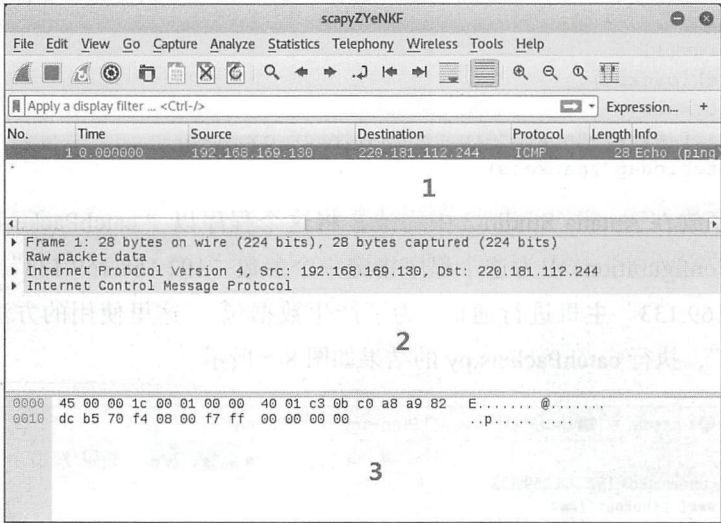 scapyZYeNKF
File Edit View Go Capture Analyze Statistics Telephony Wireless Tools Help
Apply a display filter ... <Ctrl-/> Expression... +
No. Time Source Destination Protocol Length Info
1 0.000000 192.168.169.130 220.181.112.244 ICMP 28 Echo (ping)
1
Frame 1: 28 bytes on wire (224 bits), 28 bytes captured (224 bits)
Raw packet data
Internet Protocol Version 4, Src: 192.168.169.130, Dst: 220.181.112.244
Internet Control Message Protocol
2
0000 45 00 00 1c 00 01 00 00 40 01 c3 0b c0 a8 a9 82 E....... @.......
0010 dc b5 70 f4 08 00 f7 ff 00 00 00 00 ..p..... ....
3